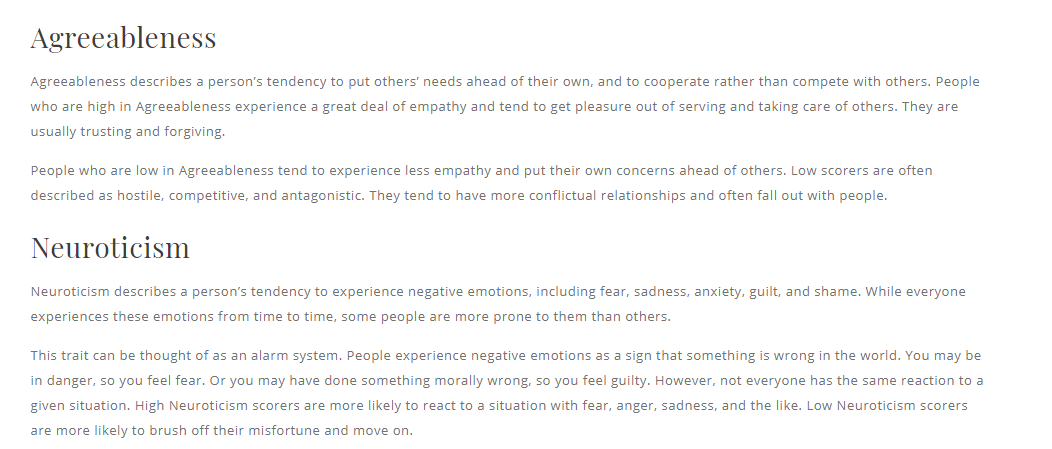 Agreeableness
Agreeableness describes a person’s tendency to put others’ needs ahead of their own, and to cooperate rather than compete with others. People
who are high in Agreeableness experience a great deal of empathy and tend to get pleasure out of serving and taking care of others. They are
usually trusting and forgiving.
People who are low in Agreeableness tend to experience less empathy and put their own concerns ahead of others. Low scorers are often
described as hostile, competitive, and antagonistic. They tend to have more conflictual relationships and often fall out with people.
Neuroticism
Neuroticism describes a person’s tendency to experience negative emotions, including fear, sadness, anxiety, guilt, and shame. While everyone
experiences these emotions from time to time, some people are more prone to them than others.
This trait can be thought of as an alarm system. People experience negative emotions as a sign that something is wrong in the world. You may be
in danger, so you feel fear. Or you may have done something morally wrong, so you feel guilty. However, not everyone has the same reaction to a
given situation. High Neuroticism scorers are more likely to react to a situation with fear, anger, sadness, and the like. Low Neuroticism scorers
are more likely to brush off their misfortune and move on.